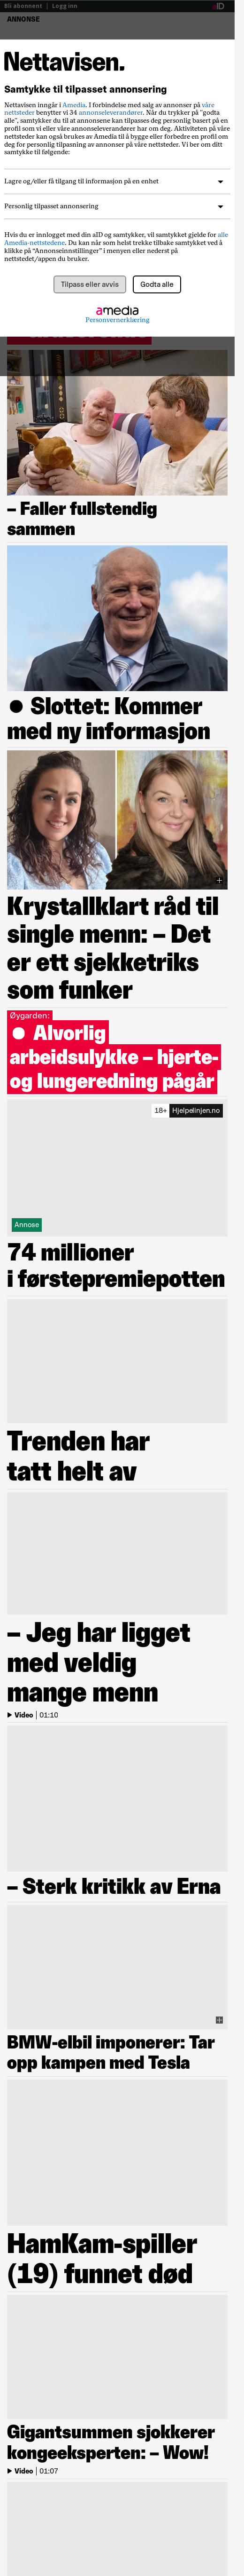 Bli abonnent | Logg inn
aID
ANNONSE
Nettavisen.
Samtykke til tilpasset annonsering
Nettavisen inngår i Amedia. I forbindelse med salg av annonser på våre
nettsteder benytter vi 34 annonseleverandører. Når du trykker på "godta
alle", samtykker du til at annonsene kan tilpasses deg personlig basert på
en profil som vi eller våre annonseleverandører har om deg. Aktiviteten på våre
nettsteder kan også brukes av Amedia til å bygge eller forbedre en profil om
deg for personlig tilpasning av annonser på våre nettsteder. Vi ber om ditt
samtykke til følgende:
Lagre og/eller få tilgang til informasjon på en enhet
Personlig tilpasset annonsering
Hvis du er innlogget med din aID og samtykker, vil samtykket gjelde for alle
Amedia-nettstedene. Du kan når som helst trekke tilbake samtykket ved å
klikke på “Annonseinnstillinger” i menyen eller nederst på
nettstedet/appen du bruker.
Tilpass eller avvis
Godta alle
amedia
Personvernerklæring
– Faller fullstendig
sammen
● Slottet: Kommer
med ny informasjon
Krystallklart råd til
single menn: – Det
er ett sjekketriks
som funker
Øygarden:
● Alvorlig
arbeidsulykke – hjerte-
og lungeredning pågår
18+ Hjelpelinjen.no
Annonse
74 millioner
i førstepremiepotten
Trenden har
tatt helt av
– Jeg har ligget
med veldig
mange menn
Video | 01:10
– Sterk kritikk av Erna
BMW-elbil imponerer: Tar
opp kampen med Tesla
HamKam-spiller
(19) funnet død
Gigantsummen sjokkerer
kongeeksperten: – Wow!
Video | 01:07